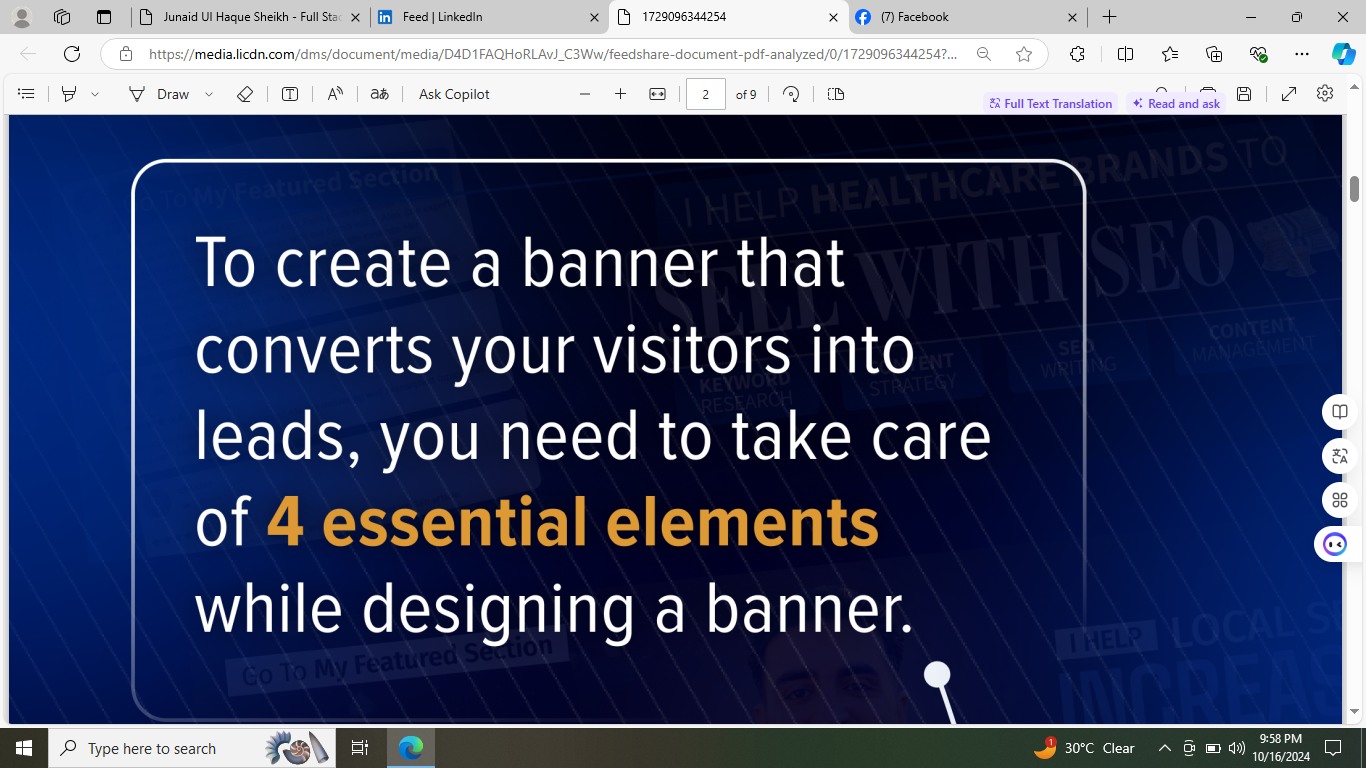 Junaid Ul Haque Sheikh - Full Stac
Feed | LinkedIn
1729096344254
(7) Facebook
https://media.licdn.com/dms/document/media/D4D1FAQHoRLAvJ_C3Ww/feedshare-document-pdf-analyzed/0/1729096344254?...
Draw
Ask Copilot
2 of 9
Full Text Translation
Read and ask
To My Featured Section
I HELP HEALTHCARE BRANDS TO
SELL WITH SEO
KEYWORD
RESEARCH
CONTENT
STRATEGY
SEO
WRITING
CONTENT
MANAGEMENT
To create a banner that
converts your visitors into
leads, you need to take care
of 4 essential elements
while designing a banner.
Go To My Featured Section
I HELP LOCAL
INCREAS
Type here to search
1
30°C Clear
9:58 PM
10/16/2024